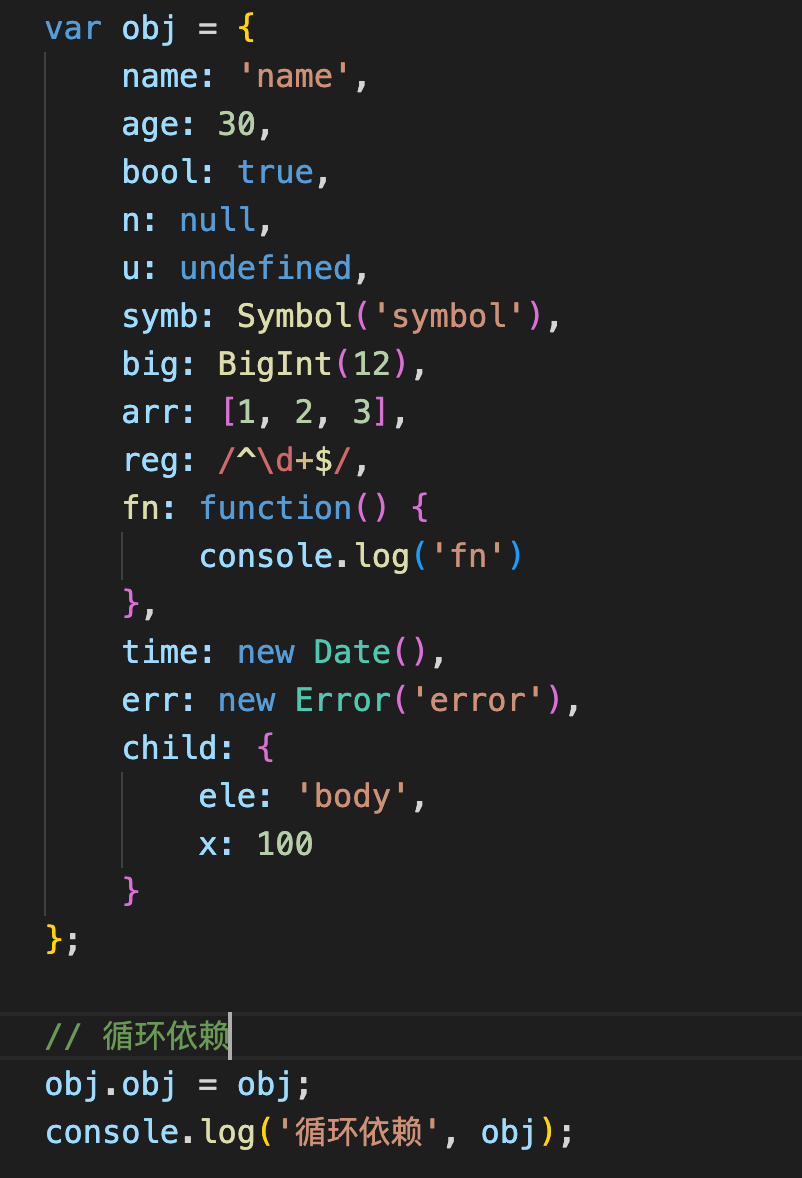 var obj = {
    name: 'name',
    age: 30,
    bool: true,
    n: null,
    u: undefined,
    symb: Symbol('symbol'),
    big: BigInt(12),
    arr: [1, 2, 3],
    reg: /^\d+$/,
    fn: function() {
        console.log('fn')
    },
    time: new Date(),
    err: new Error('error'),
    child: {
        ele: 'body',
        x: 100
    }
};
// 循环依赖
obj.obj = obj;
console.log('循环依赖', obj);